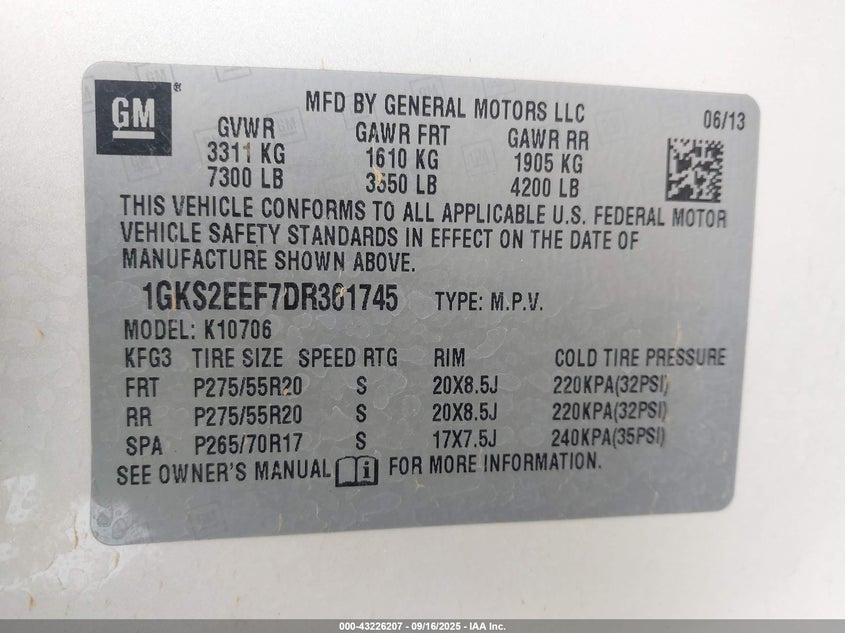 GM®
MFD BY GENERAL MOTORS LLC 06/13
GVWR GAWR FRT GAWR RR
3311 KG 1610 KG 1905 KG
7300 LB 3550 LB 4200 LB
THIS VEHICLE CONFORMS TO ALL APPLICABLE U.S. FEDERAL MOTOR
VEHICLE SAFETY STANDARDS IN EFFECT ON THE DATE OF
MANUFACTURE SHOWN ABOVE.
1GKS2EEF7DR361745 TYPE: M.P.V.
MODEL: K10706
KFG3 TIRE SIZE SPEED RTG RIM COLD TIRE PRESSURE
FRT P275/55R20 S 20X8.5J 220KPA(32PSI)
RR P275/55R20 S 20X8.5J 220KPA(32PSI)
SPA P265/70R17 S 17X7.5J 240KPA(35PSI)
SEE OWNER'S MANUAL i FOR MORE INFORMATION.
000-43226207 - 09/16/2025 - IAA Inc.